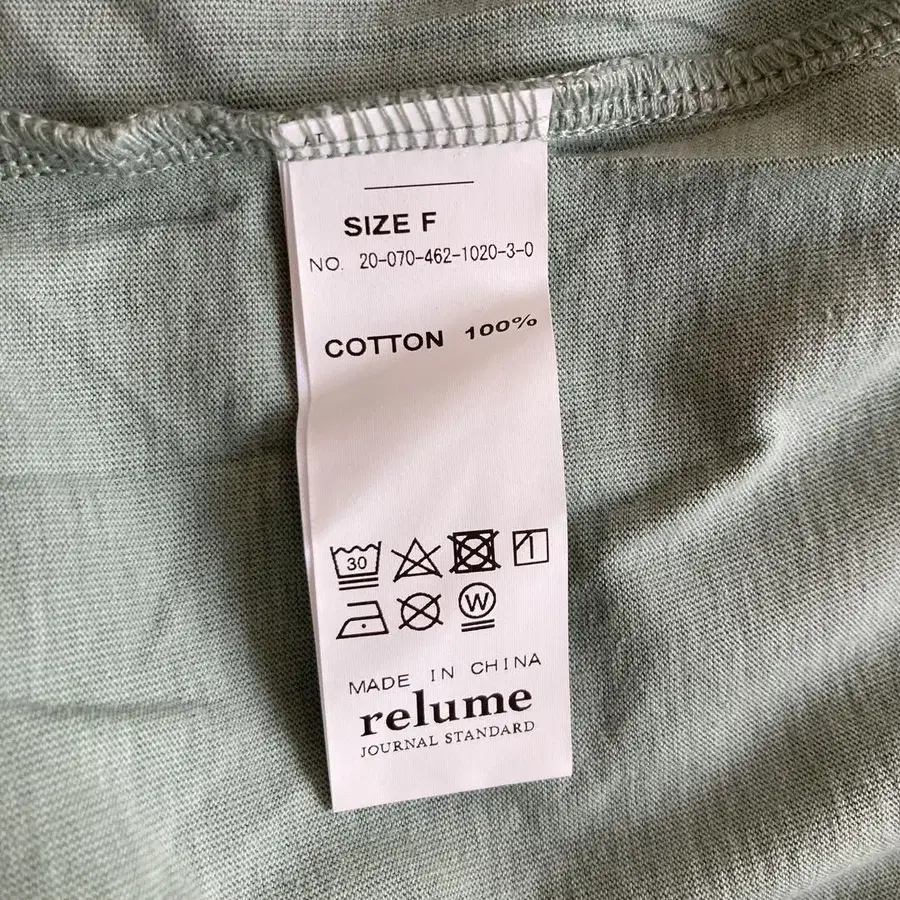 SIZE F
NO. 20-070-462-1020-3-0
COTTON 100%
30
W
MADE IN CHINA
relume
JOURNAL STANDARD